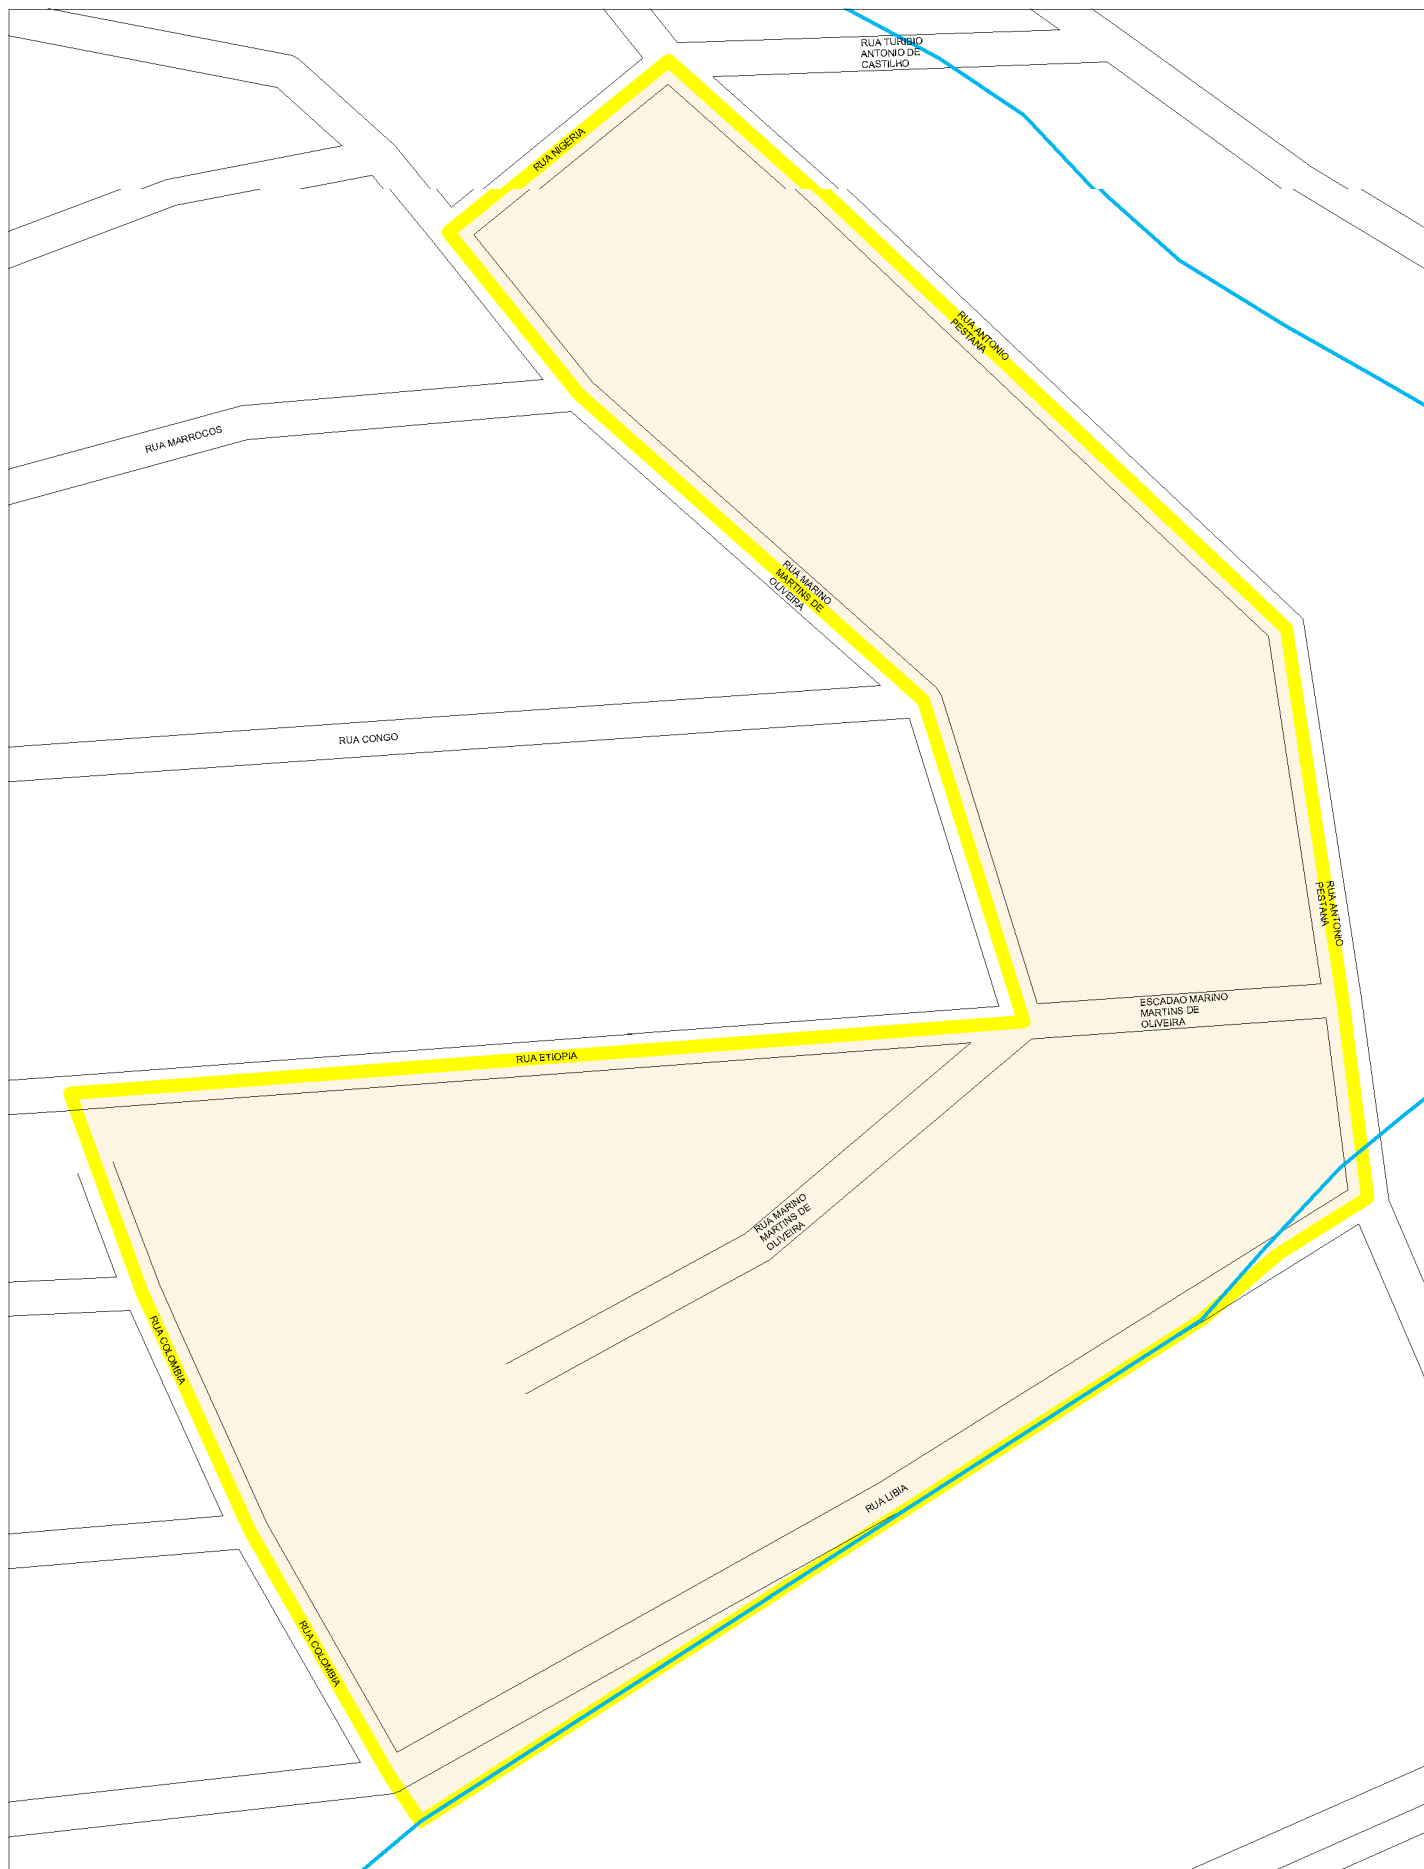 RUA TURIBIO
ANTONIO DE
CASTILHO
RUA NIGERIA
RUA ANTONIO
PESTANA
RUA MARROCOS
RUA MARINO
MARTINS DE
OLIVEIRA
RUA CONGO
RUA ANTONIO
PESTANA
ESCADAO MARINO
MARTINS DE
OLIVEIRA
RUA ETIOPIA
RUA MARINO
MARTINS DE
OLIVEIRA
RUA COLOMBIA
RUA LIBIA
RUA COLOMBIA